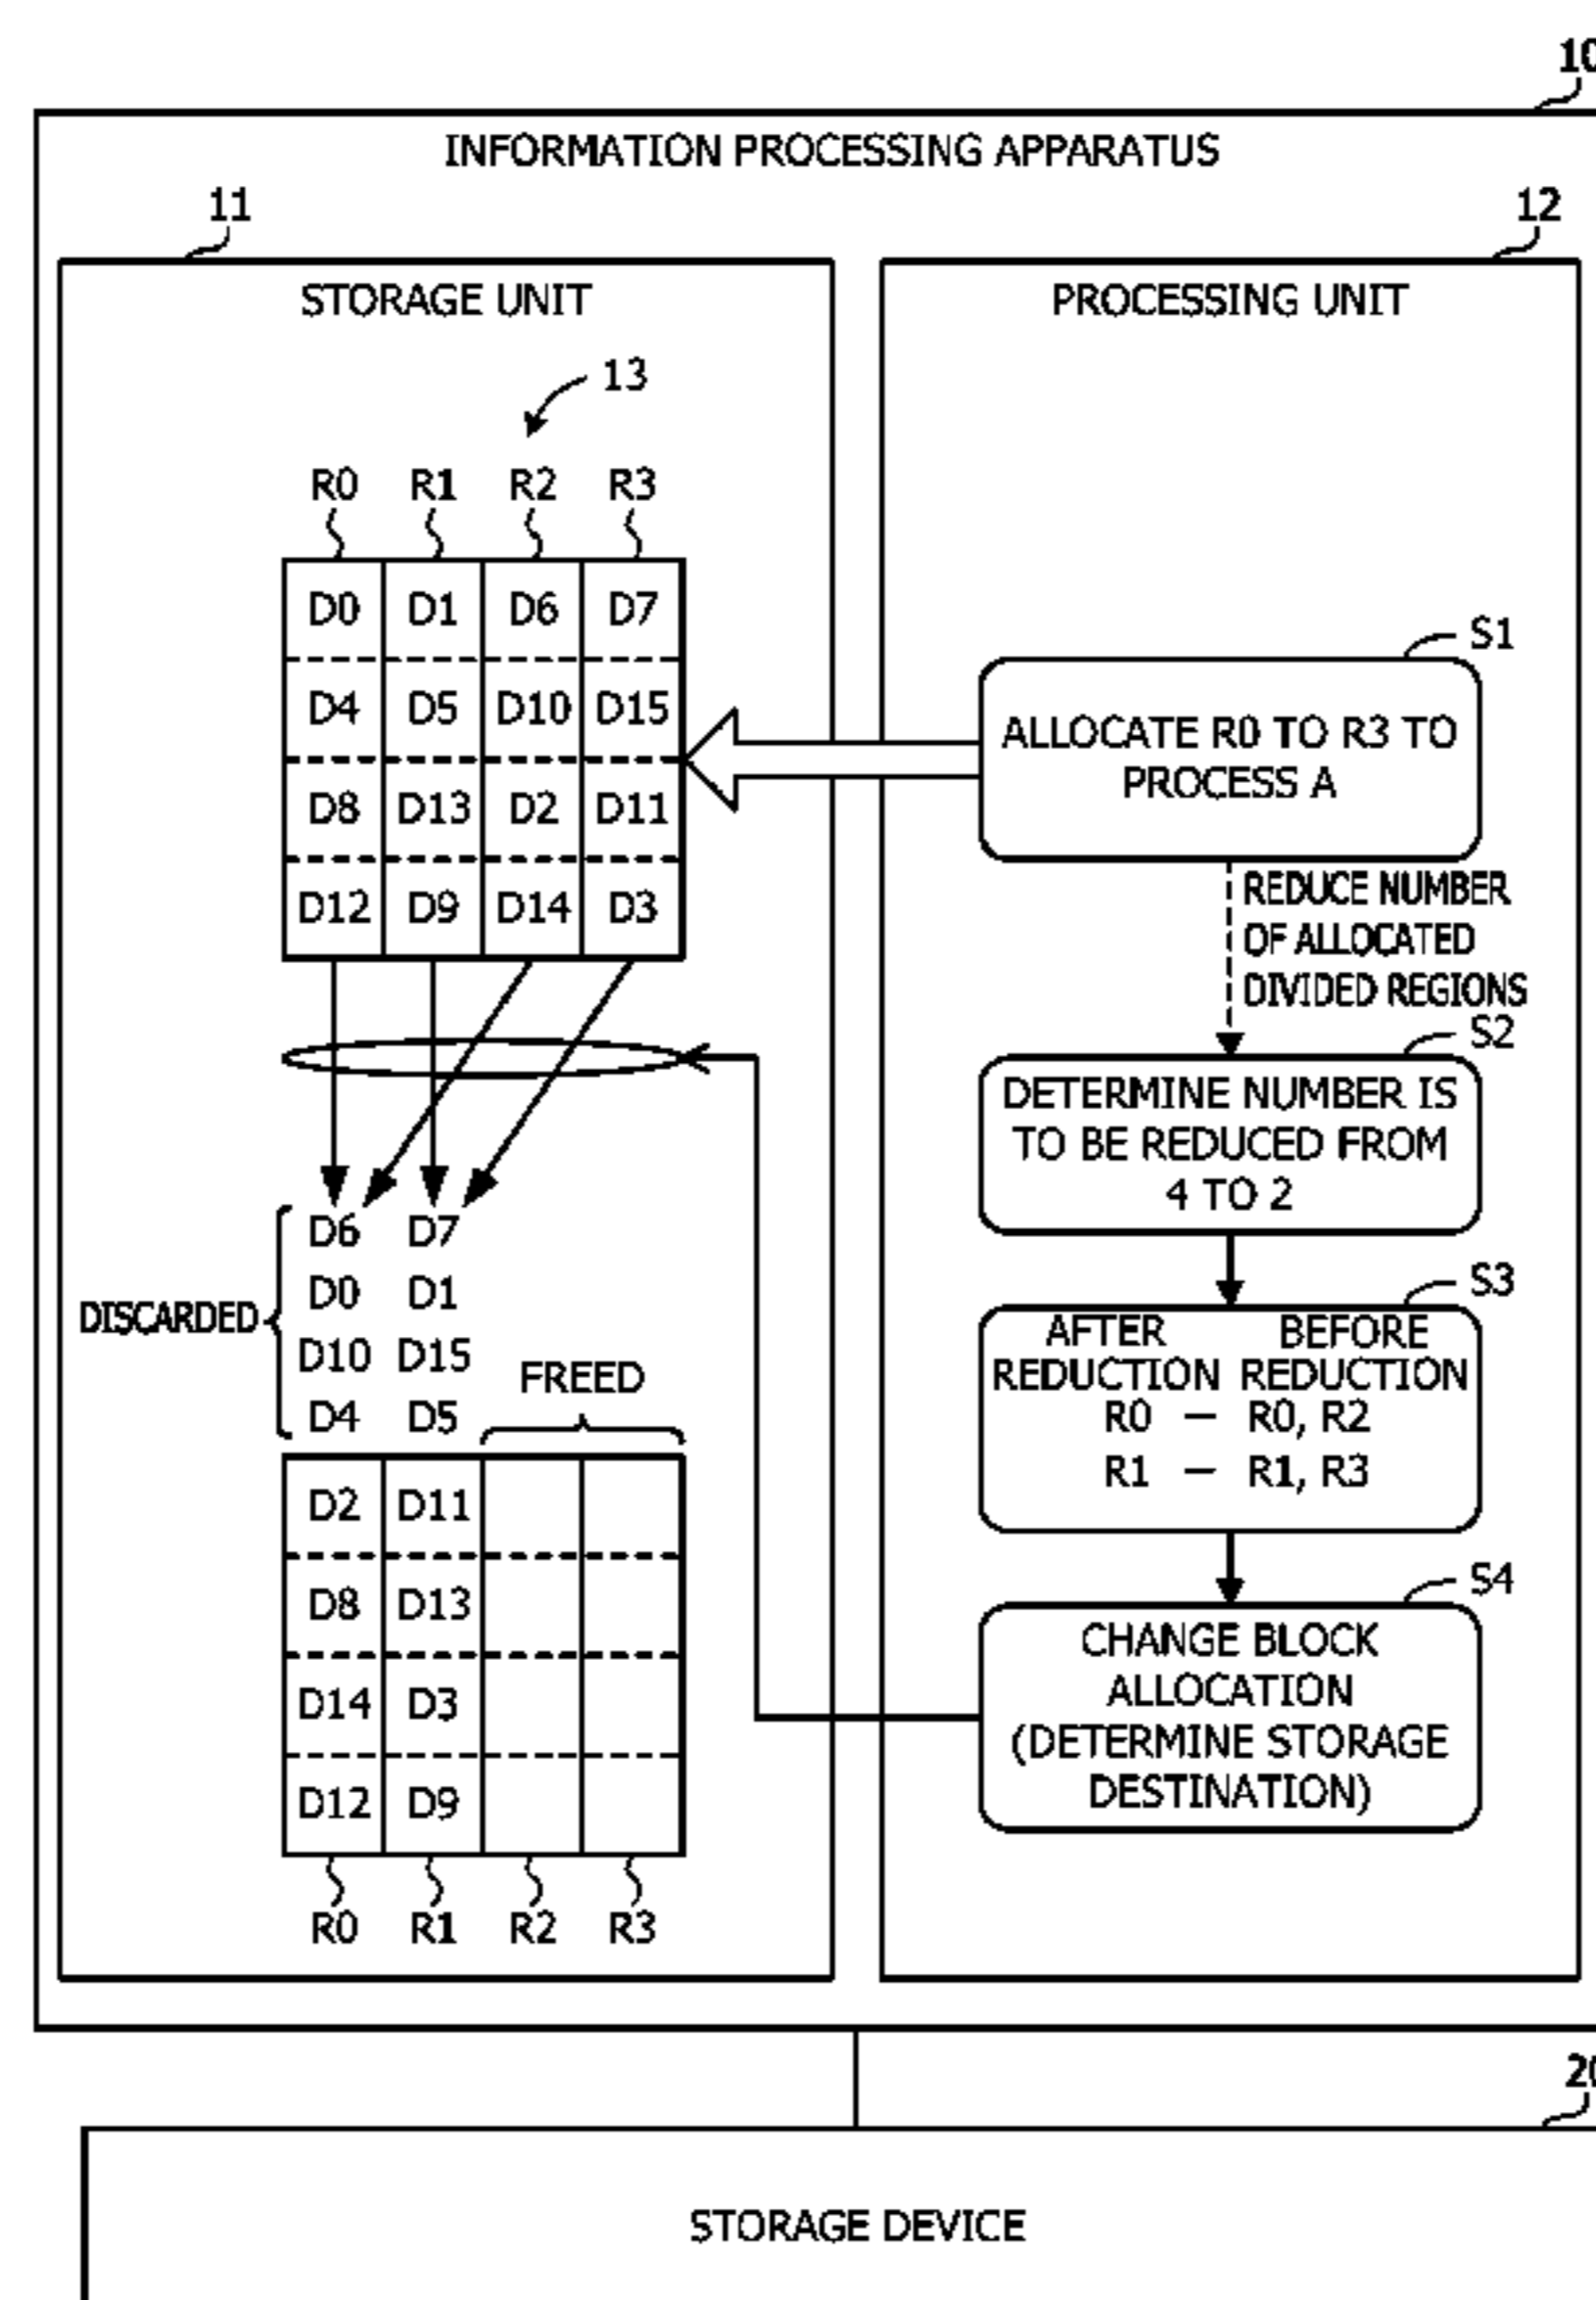 10
INFORMATION PROCESSING APPARATUS
11
12
STORAGE UNIT
PROCESSING UNIT
13
R0 R1 R2 R3
D0 D1 D6 D7
D4 D5 D10 D15
D8 D13 D2 D11
D12 D9 D14 D3
S1
ALLOCATE R0 TO R3 TO
PROCESS A
REDUCE NUMBER
OF ALLOCATED
DIVIDED REGIONS
S2
DETERMINE NUMBER IS
TO BE REDUCED FROM
4 TO 2
DISCARDED
D6 D7
D0 D1
D10 D15
D4 D5
FREED
S3
AFTER BEFORE
REDUCTION REDUCTION
R0 — R0, R2
R1 — R1, R3
D2 D11
D8 D13
D14 D3
D12 D9
R0 R1 R2 R3
S4
CHANGE BLOCK
ALLOCATION
(DETERMINE STORAGE
DESTINATION)
20
STORAGE DEVICE